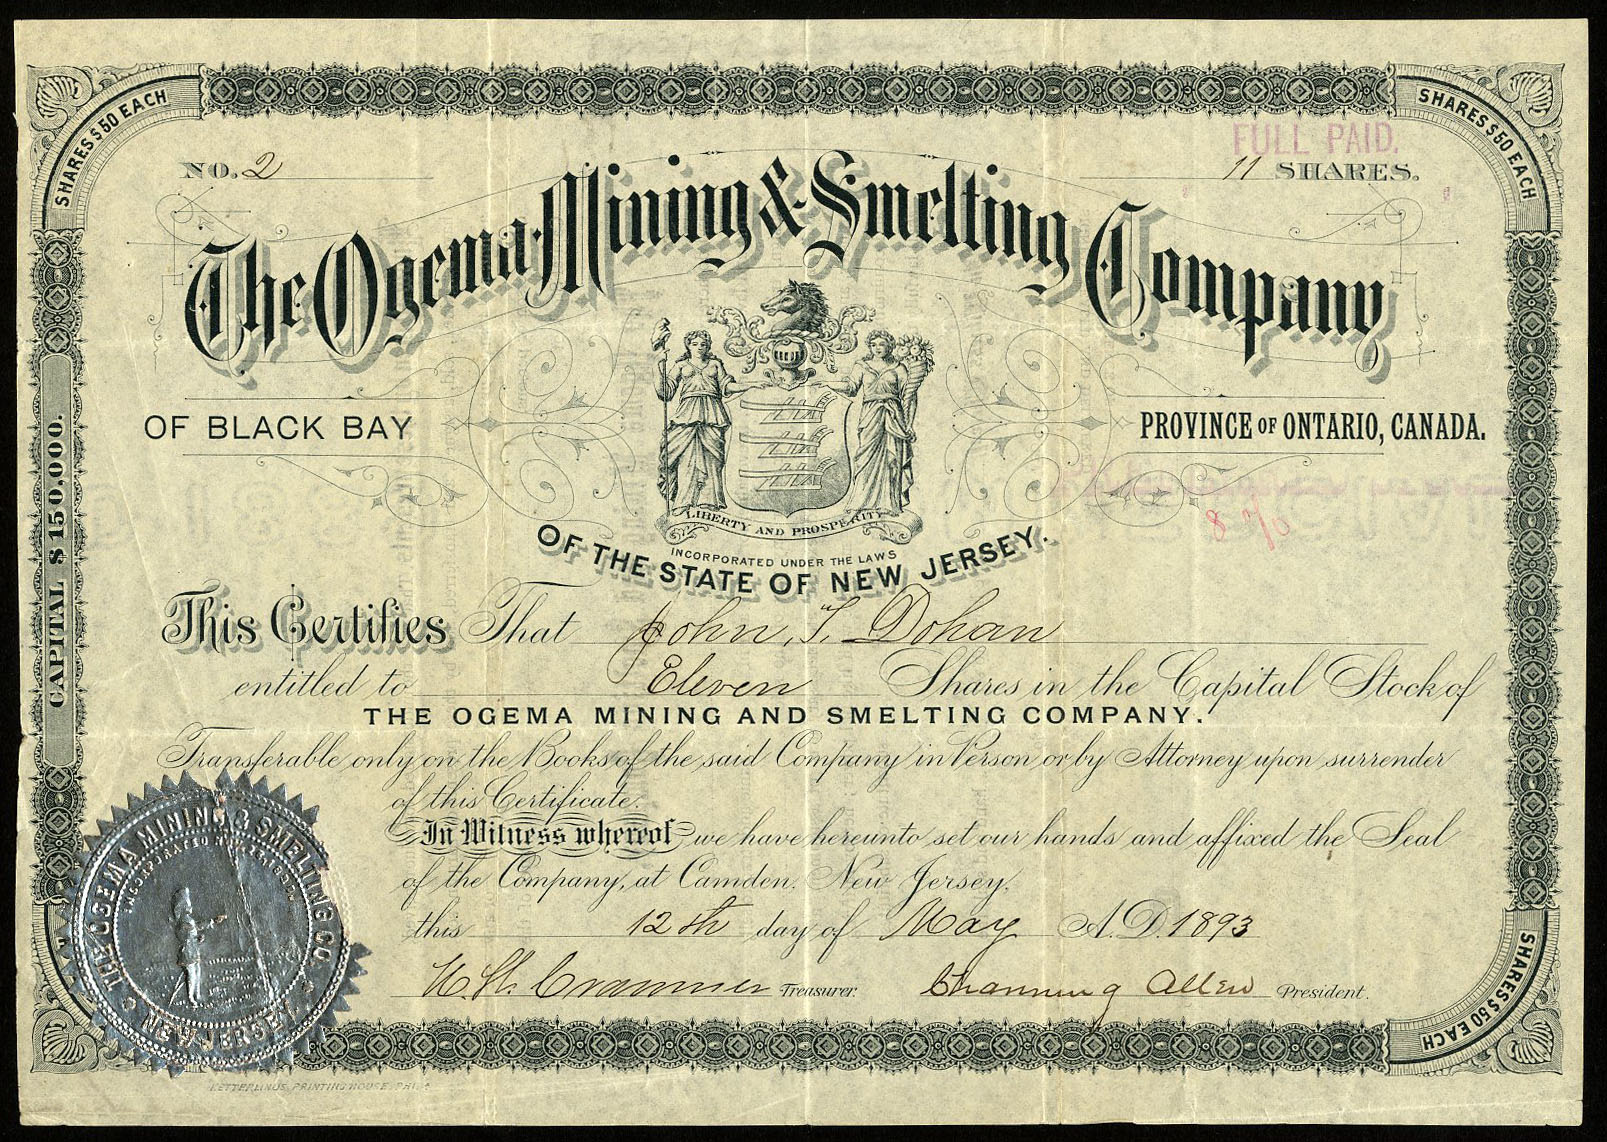 SHARES $50 EACH
SHARES $50 EACH
FULL PAID.
NO. 2
11 SHARES.
The Ogema Mining & Smelting Company
OF BLACK BAY
PROVINCE OF ONTARIO, CANADA.
LIBERTY AND PROSPERITY
INCORPORATED UNDER THE LAWS
OF THE STATE OF NEW JERSEY.
8 %
CAPITAL $150,000.
This Certifies That John T. Dohan
entitled to Eleven Shares in the Capital Stock of
THE OGEMA MINING AND SMELTING COMPANY.
Transferable only on the Books of the said Company in Person or by Attorney upon surrender
of this Certificate.
In Witness whereof we have hereunto set our hands and affixed the Seal
of the Company, at Camden, New Jersey,
this 12th day of May A.D. 1893
Cranmer Treasurer.
Channing Allen President.
THE OGEMA MINING & SMELTING CO.
INCORPORATED
NEW JERSEY
SHARES $50 EACH
PRINTING HOUSE, PHILA